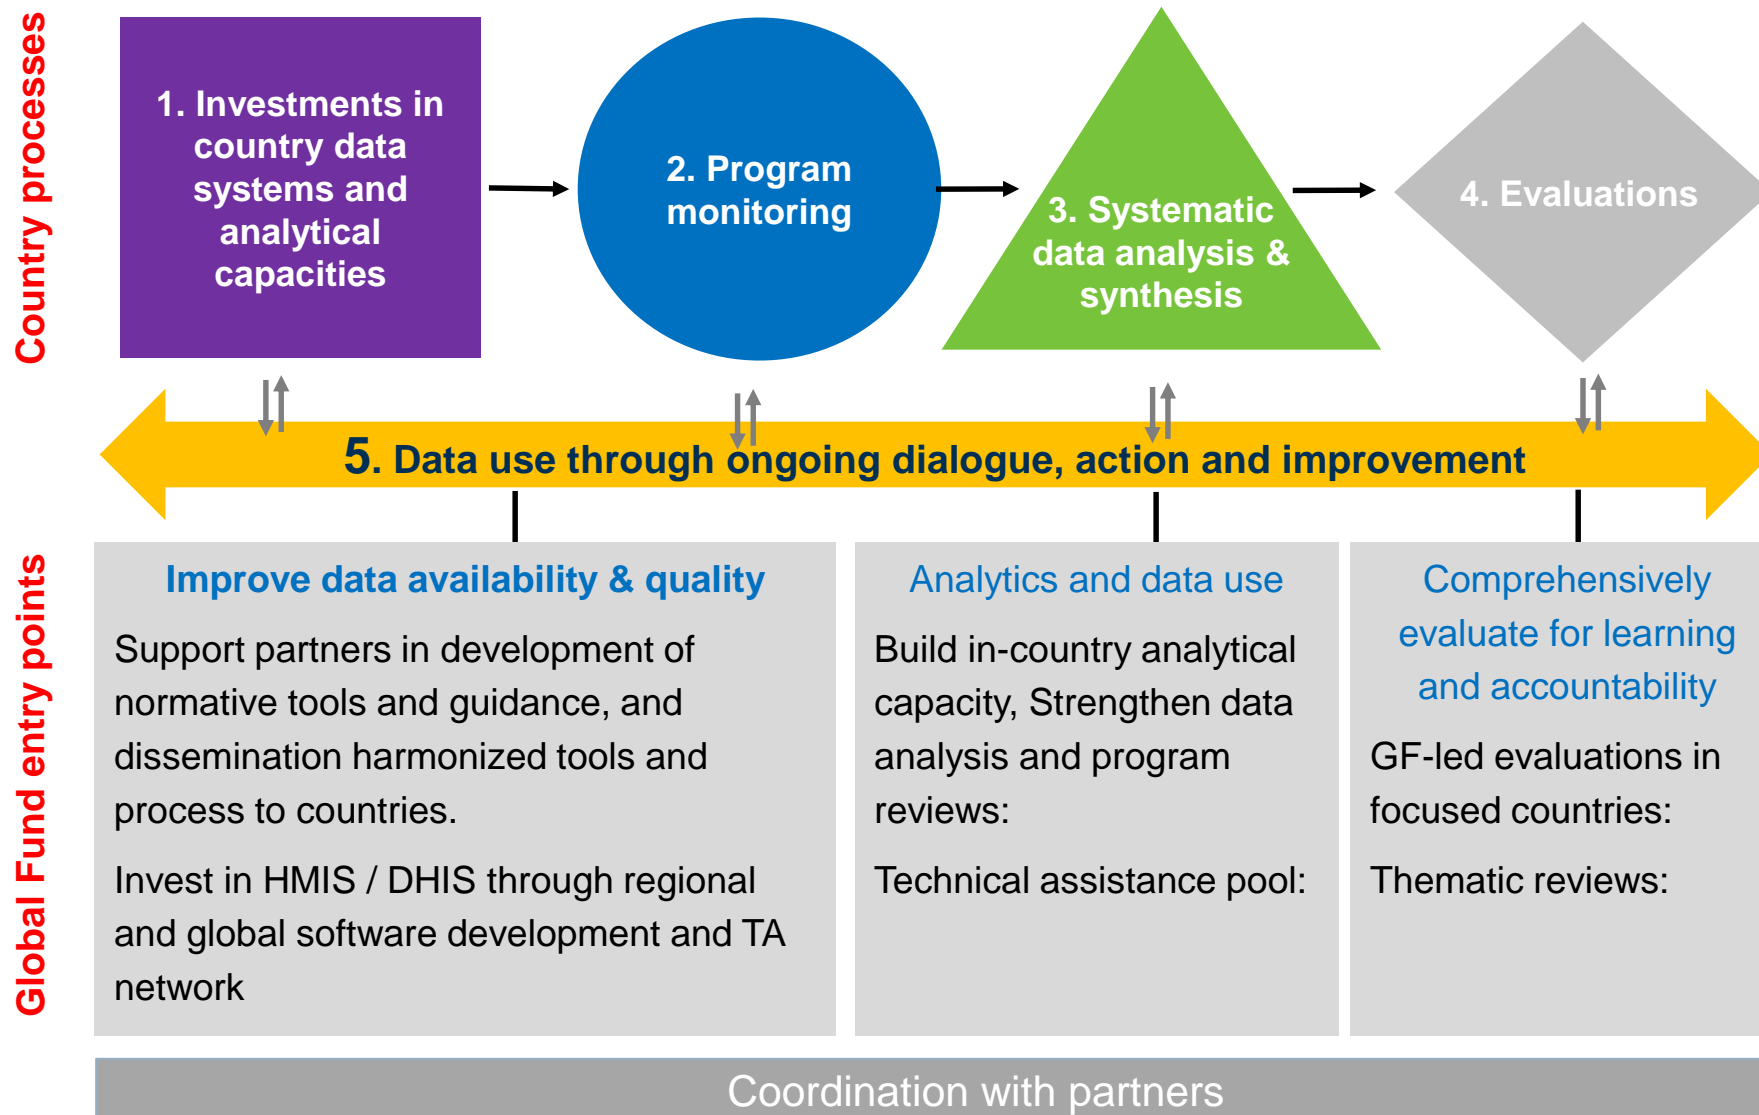 Country processes
1. Investments in
country data
systems and
analytical
capacities
2. Program
monitoring
3. Systematic
data analysis &
synthesis
4. Evaluations
5. Data use through ongoing dialogue, action and improvement
Global Fund entry points
Improve data availability & quality
Support partners in development of
normative tools and guidance, and
dissemination harmonized tools and
process to countries.
Invest in HMIS / DHIS through regional
and global software development and TA
network
Analytics and data use
Build in-country analytical
capacity, Strengthen data
analysis and program
reviews:
Technical assistance pool:
Comprehensively
evaluate for learning
and accountability
GF-led evaluations in
focused countries:
Thematic reviews:
Coordination with partners